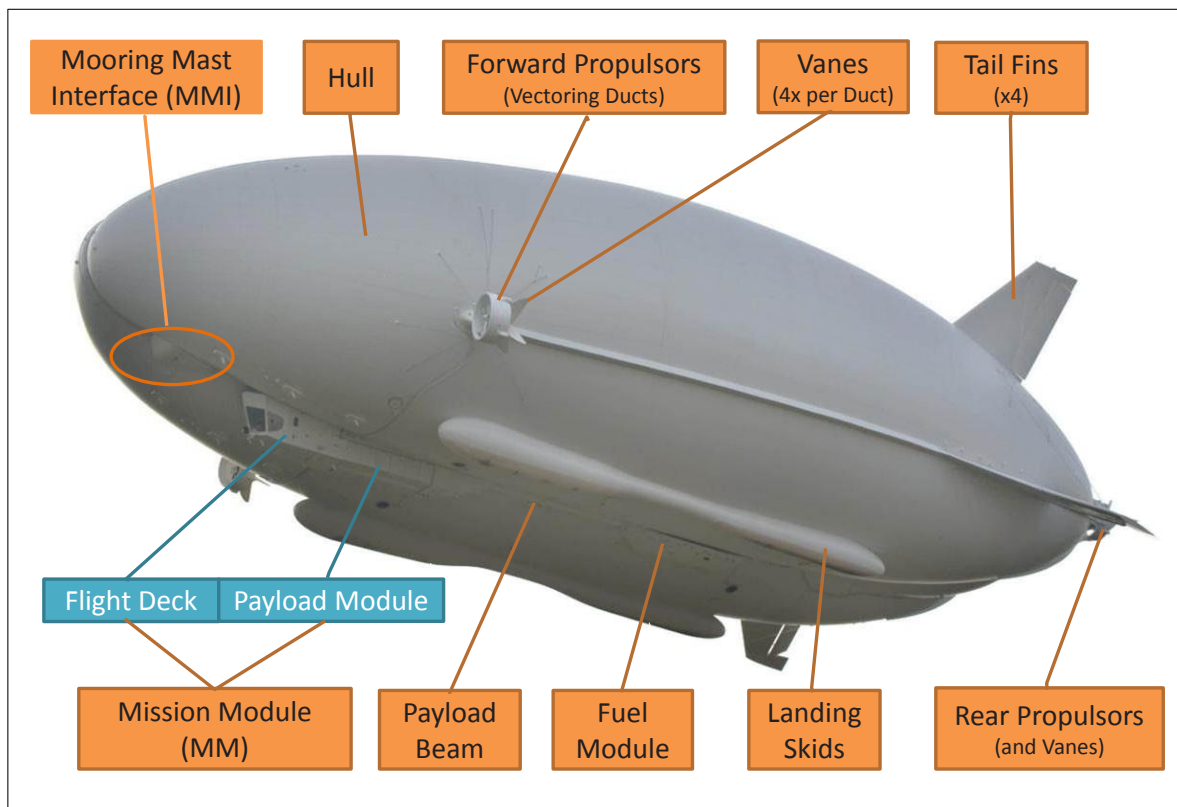 Mooring Mast
Interface (MMI)
Hull
Forward Propulsors
(Vectoring Ducts)
Vanes
(4x per Duct)
Tail Fins
(x4)
Flight Deck
Payload Module
Mission Module
(MM)
Payload
Beam
Fuel
Module
Landing
Skids
Rear Propulsors
(and Vanes)